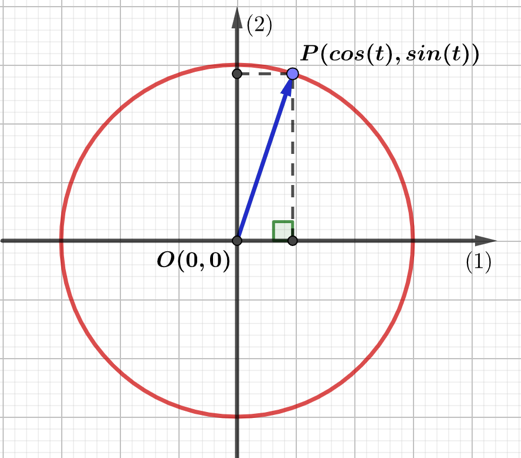 (2)
P(cos(t), sin(t))
O(0, 0)
(1)